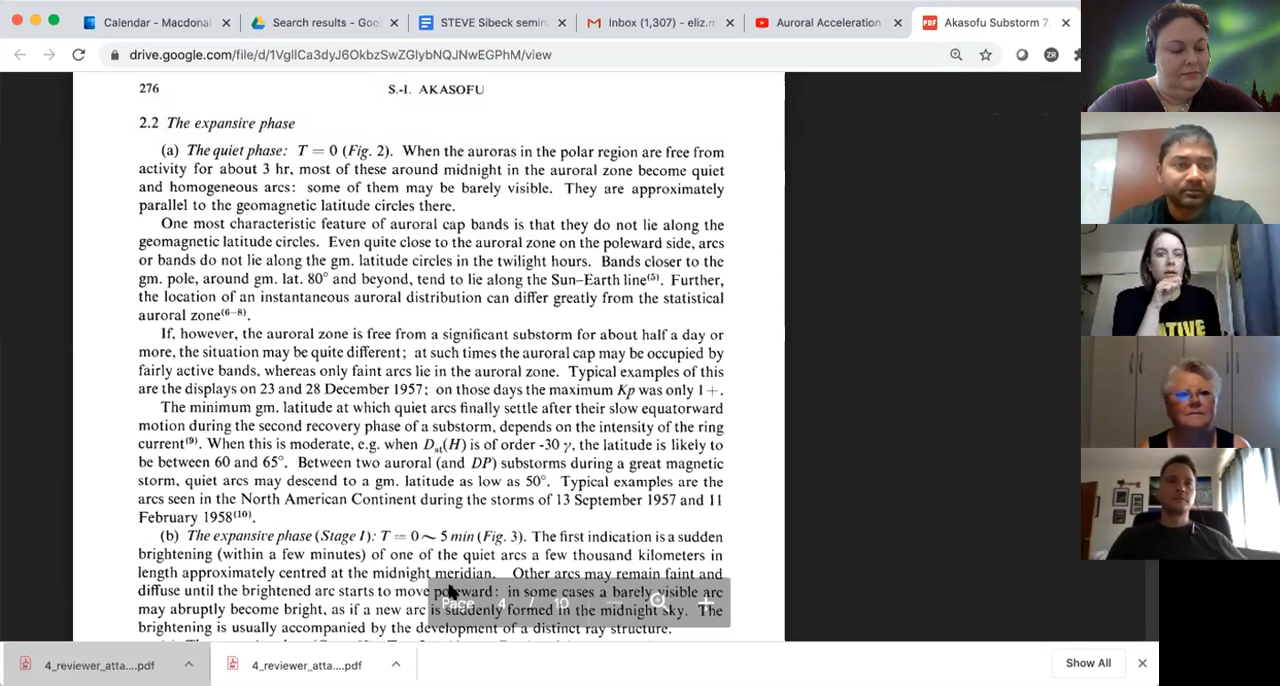 Calendar - Macdonal
Search results - Goo
STEVE Sibeck semin
Inbox (1,307) - eliz.m
Auroral Acceleration
PDF
Akasofu Substorm 7.
drive.google.com/file/d/1VgllCa3dyJ6OkbzSwZGlybNQJNwEGPhM/view
ZR
276
S.-I. AKASOFU
2.2 The expansive phase
(a) The quiet phase: T = 0 (Fig. 2). When the auroras in the polar region are free from
activity for about 3 hr, most of these around midnight in the auroral zone become quiet
and homogeneous arcs: some of them may be barely visible. They are approximately
parallel to the geomagnetic latitude circles there.
One most characteristic feature of auroral cap bands is that they do not lie along the
geomagnetic latitude circles. Even quite close to the auroral zone on the poleward side, arcs
or bands do not lie along the gm. latitude circles in the twilight hours. Bands closer to the
gm. pole, around gm. lat. 80° and beyond, tend to lie along the Sun–Earth line(5). Further,
the location of an instantaneous auroral distribution can differ greatly from the statistical
auroral zone(6–8).
If, however, the auroral zone is free from a significant substorm for about half a day or
more, the situation may be quite different; at such times the auroral cap may be occupied by
fairly active bands, whereas only faint arcs lie in the auroral zone. Typical examples of this
are the displays on 23 and 28 December 1957; on those days the maximum Kp was only 1+.
The minimum gm. latitude at which quiet arcs finally settle after their slow equatorward
motion during the second recovery phase of a substorm, depends on the intensity of the ring
current(9). When this is moderate, e.g. when Dst(H) is of order -30 γ, the latitude is likely to
be between 60 and 65°. Between two auroral (and DP) substorms during a great magnetic
storm, quiet arcs may descend to a gm. latitude as low as 50°. Typical examples are the
arcs seen in the North American Continent during the storms of 13 September 1957 and 11
February 1958(10).
(b) The expansive phase (Stage I): T = 0 ~ 5 min (Fig. 3). The first indication is a sudden
brightening (within a few minutes) of one of the quiet arcs a few thousand kilometers in
length approximately centred at the midnight meridian. Other arcs may remain faint and
diffuse until the brightened arc starts to move poleward: in some cases a barely visible arc
may abruptly become bright, as if a new arc is suddenly formed in the midnight sky. The
brightening is usually accompanied by the development of a distinct ray structure.
Page 4 / 10
4_reviewer_atta....pdf
4_reviewer_atta....pdf
Show All